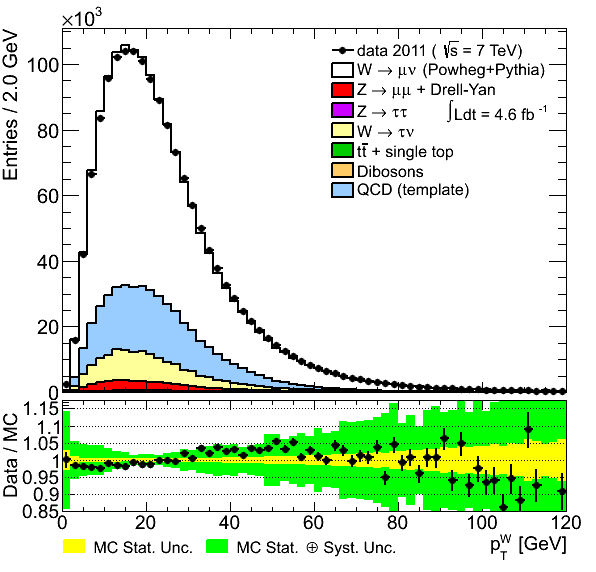 ×10³
Entries / 2.0 GeV
100
80
60
40
20
0
data 2011 ( √s = 7 TeV)
W → μν (Powheg+Pythia)
Z → μμ + Drell-Yan
Z → ττ
∫Ldt = 4.6 fb⁻¹
W → τν
tt̄ + single top
Dibosons
QCD (template)
Data / MC
1.15
1.1
1.05
1
0.95
0.9
0.85
0 20 40 60 80 100 120
p_T^W [GeV]
MC Stat. Unc.
MC Stat. ⊕ Syst. Unc.